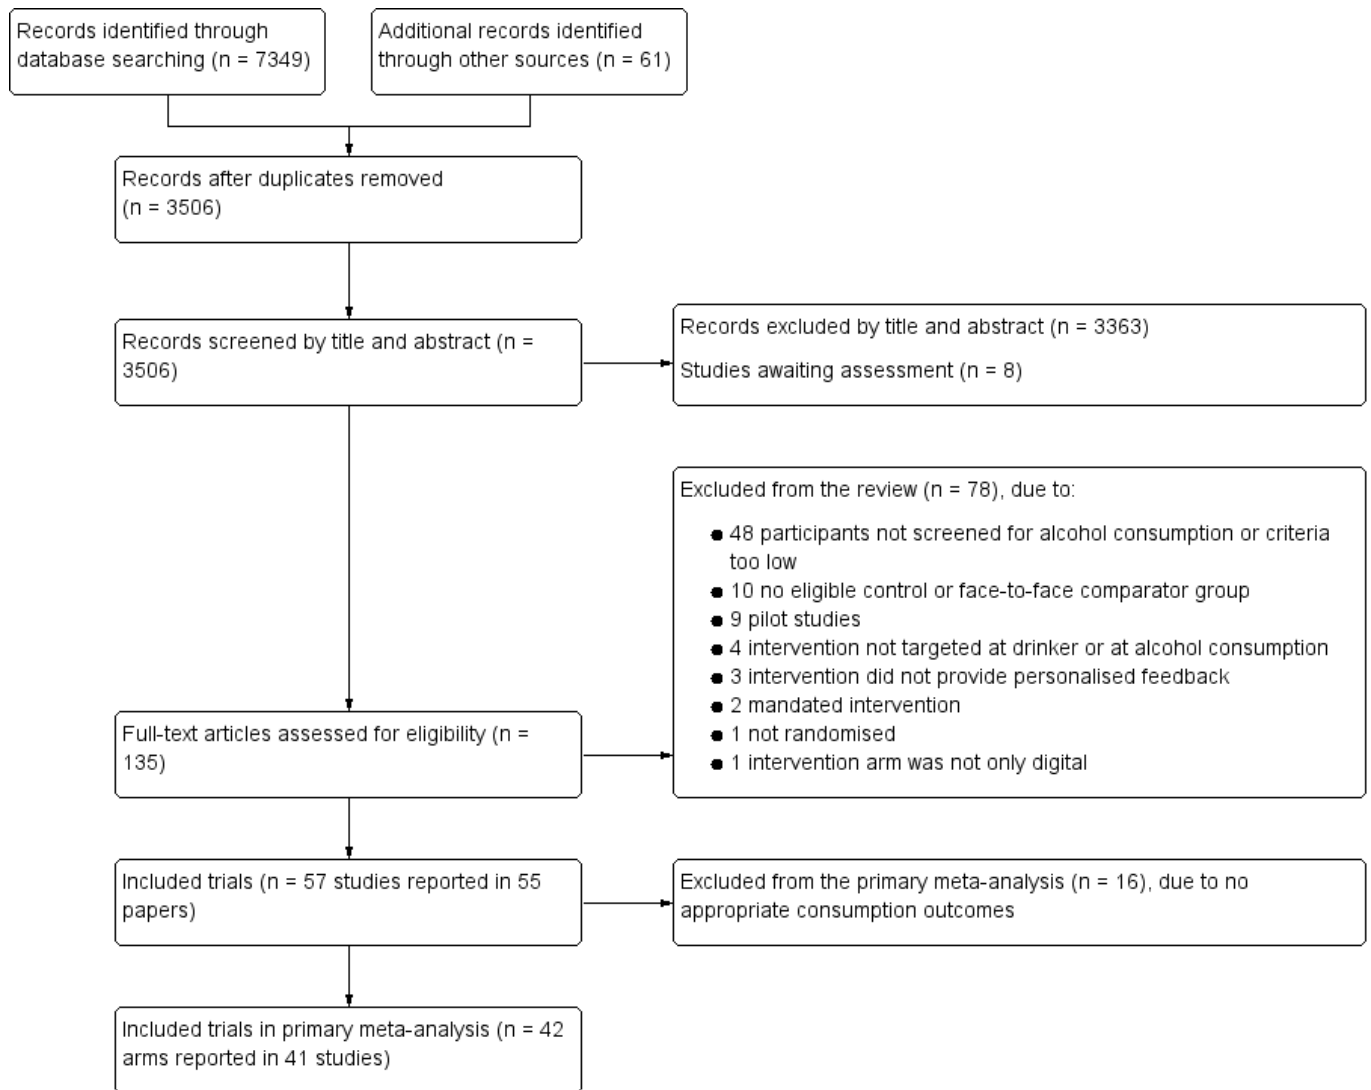 Records identified through
database searching (n = 7349)
Additional records identified
through other sources (n = 61)
Records after duplicates removed
(n = 3506)
Records screened by title and abstract (n =
3506)
Records excluded by title and abstract (n = 3363)
Studies awaiting assessment (n = 8)
Excluded from the review (n = 78), due to:
● 48 participants not screened for alcohol consumption or criteria
too low
● 10 no eligible control or face-to-face comparator group
● 9 pilot studies
● 4 intervention not targeted at drinker or at alcohol consumption
● 3 intervention did not provide personalised feedback
● 2 mandated intervention
● 1 not randomised
● 1 intervention arm was not only digital
Full-text articles assessed for eligibility (n =
135)
Included trials (n = 57 studies reported in 55
papers)
Excluded from the primary meta-analysis (n = 16), due to no
appropriate consumption outcomes
Included trials in primary meta-analysis (n = 42
arms reported in 41 studies)